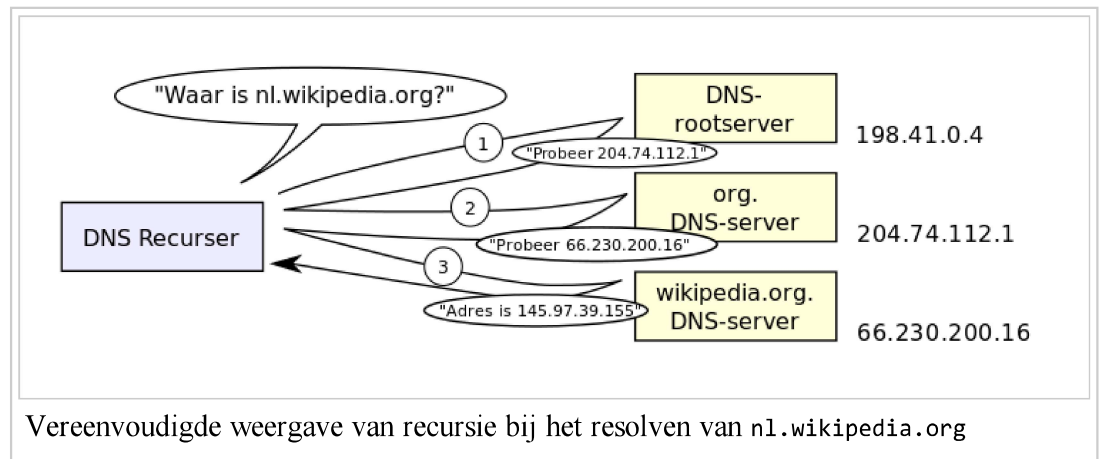 "Waar is nl.wikipedia.org?"
DNS Recurser
1
"Probeer 204.74.112.1"
DNS-
rootserver
198.41.0.4
2
"Probeer 66.230.200.16"
org.
DNS-server
204.74.112.1
3
"Adres is 145.97.39.155"
wikipedia.org.
DNS-server
66.230.200.16
Vereenvoudigde weergave van recursie bij het resolven van nl.wikipedia.org